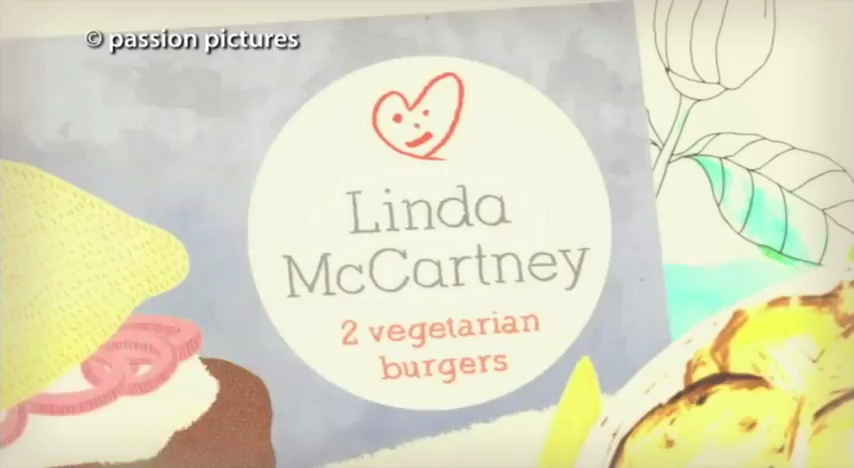 © passion pictures
Linda
McCartney
2 vegetarian
burgers